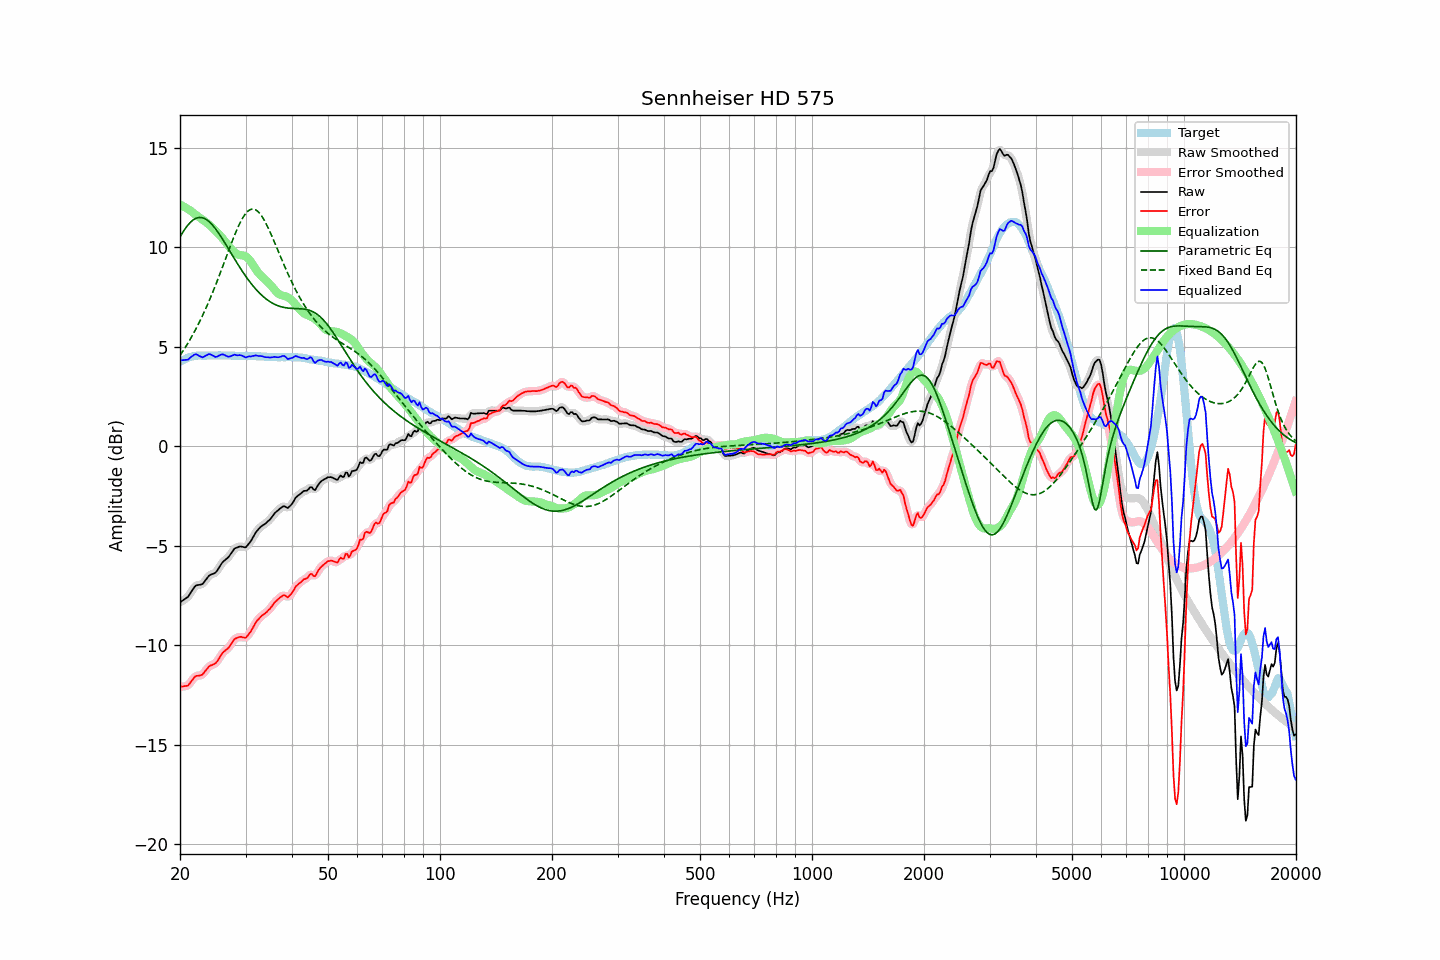 Sennheiser HD 575
Target
Raw Smoothed
Error Smoothed
Raw
Error
Equalization
Parametric Eq
Fixed Band Eq
Equalized
15
10
5
0
−5
−10
−15
−20
Amplitude (dBr)
20 50 100 200 500 1000 2000 5000 10000 20000
Frequency (Hz)